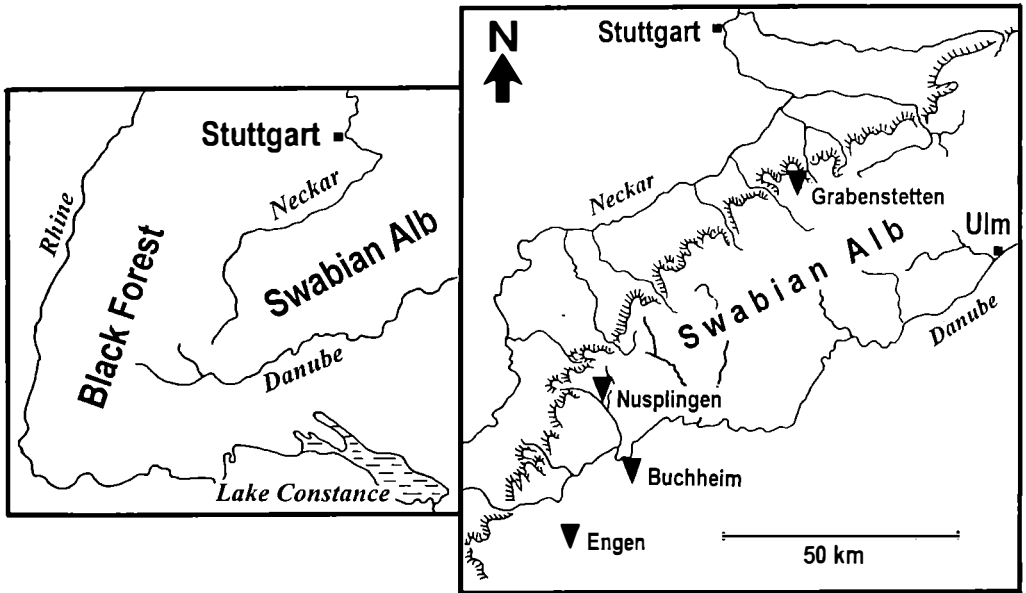 Stuttgart
Neckar
Rhine
Swabian Alb
Black Forest
Danube
Lake Constance
N
Stuttgart
Neckar
Grabenstetten
Ulm
Swabian Alb
Danube
Nusplingen
Buchheim
Engen
50 km